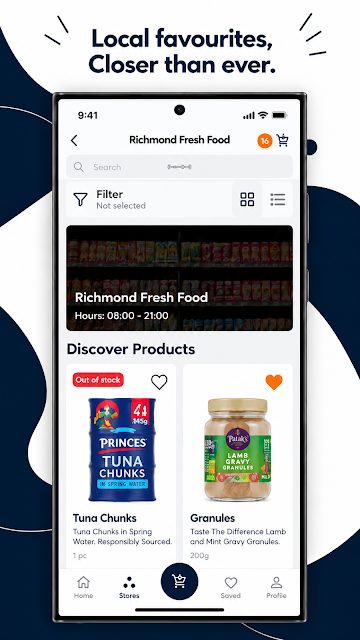 Local favourites,
Closer than ever.
9:41
Richmond Fresh Food
16
Search
Filter
Not selected
Richmond Fresh Food
Hours: 08:00 - 21:00
Discover Products
Out of stock
4
145g
PRINCES
TUNA
CHUNKS
IN SPRING WATER
Patak's
LAMB
GRAVY
GRANULES
MILD
Tuna Chunks
Tuna Chunks in Spring
Water. Responsibly Sourced.
1 pc
Granules
Taste The Difference Lamb
and Mint Gravy Granules.
200g
Home
Stores
Saved
Profile